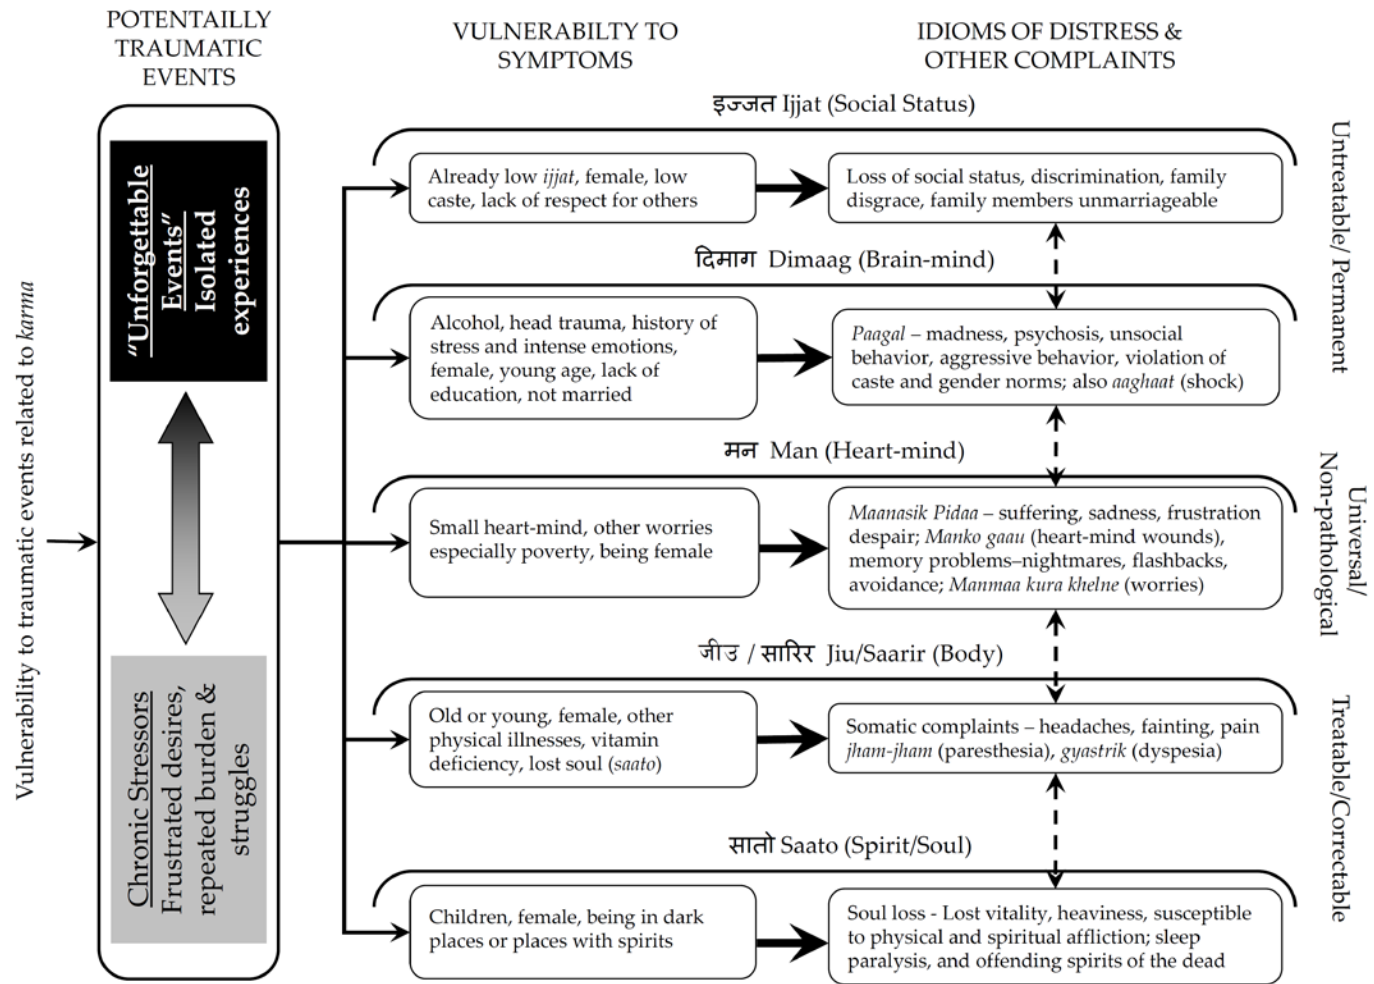 POTENTAILLY
TRAUMATIC
EVENTS
VULNERABILTY TO
SYMPTOMS
IDIOMS OF DISTRESS &
OTHER COMPLAINTS
Vulnerability to traumatic events related to karma
"Unforgettable
Events"
Isolated
experiences
Chronic Stressors
Frustrated desires,
repeated burden &
struggles
इज्जत Ijjat (Social Status)
Already low ijjat, female, low
caste, lack of respect for others
Loss of social status, discrimination, family
disgrace, family members unmarriageable
दिमाग Dimaag (Brain-mind)
Alcohol, head trauma, history of
stress and intense emotions,
female, young age, lack of
education, not married
Paagal – madness, psychosis, unsocial
behavior, aggressive behavior, violation of
caste and gender norms; also aaghaat (shock)
मन Man (Heart-mind)
Small heart-mind, other worries
especially poverty, being female
Maanasik Pidaa – suffering, sadness, frustration
despair; Manko gaau (heart-mind wounds),
memory problems–nightmares, flashbacks,
avoidance; Manmaa kura khelne (worries)
जीउ / सारिर Jiu/Saarir (Body)
Old or young, female, other
physical illnesses, vitamin
deficiency, lost soul (saato)
Somatic complaints – headaches, fainting, pain
jham-jham (paresthesia), gyastrik (dyspesia)
सातो Saato (Spirit/Soul)
Children, female, being in dark
places or places with spirits
Soul loss - Lost vitality, heaviness, susceptible
to physical and spiritual affliction; sleep
paralysis, and offending spirits of the dead
Untreatable/ Permanent
Universal/
Non-pathological
Treatable/Correctable